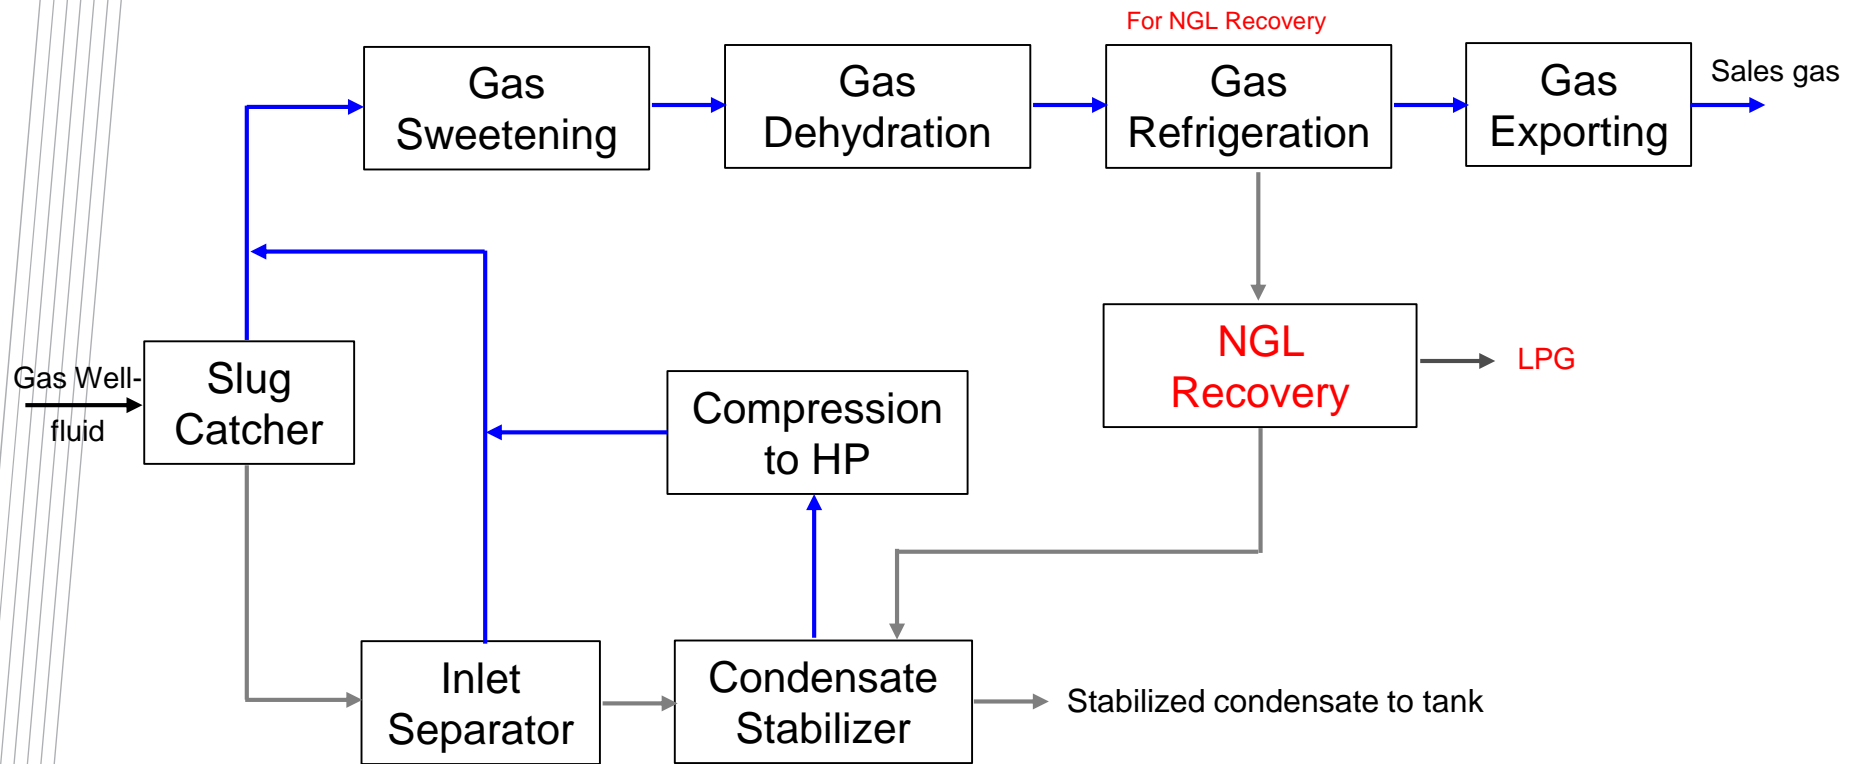 For NGL Recovery
Gas
Sweetening
Gas
Dehydration
Gas
Refrigeration
Gas
Exporting
Sales gas
Gas Well-
fluid
Slug
Catcher
Compression
to HP
NGL
Recovery
LPG
Inlet
Separator
Condensate
Stabilizer
Stabilized condensate to tank